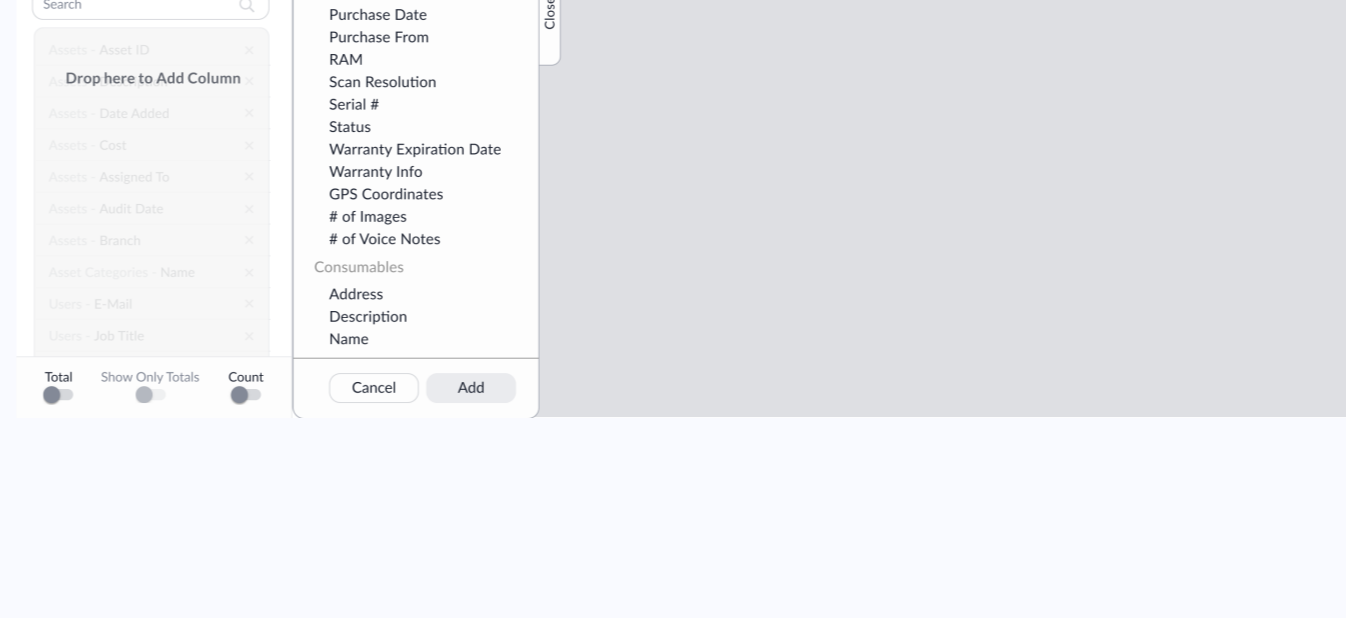 Search
Assets - Asset ID ×
Drop here to Add Column
Assets - Description ×
Assets - Date Added ×
Assets - Cost ×
Assets - Assigned To ×
Assets - Audit Date ×
Assets - Branch ×
Asset Categories - Name ×
Users - E-Mail ×
Users - Job Title ×
Total
Show Only Totals
Count
Purchase Date
Purchase From
RAM
Scan Resolution
Serial #
Status
Warranty Expiration Date
Warranty Info
GPS Coordinates
# of Images
# of Voice Notes
Consumables
Address
Description
Name
Cancel
Add
Close